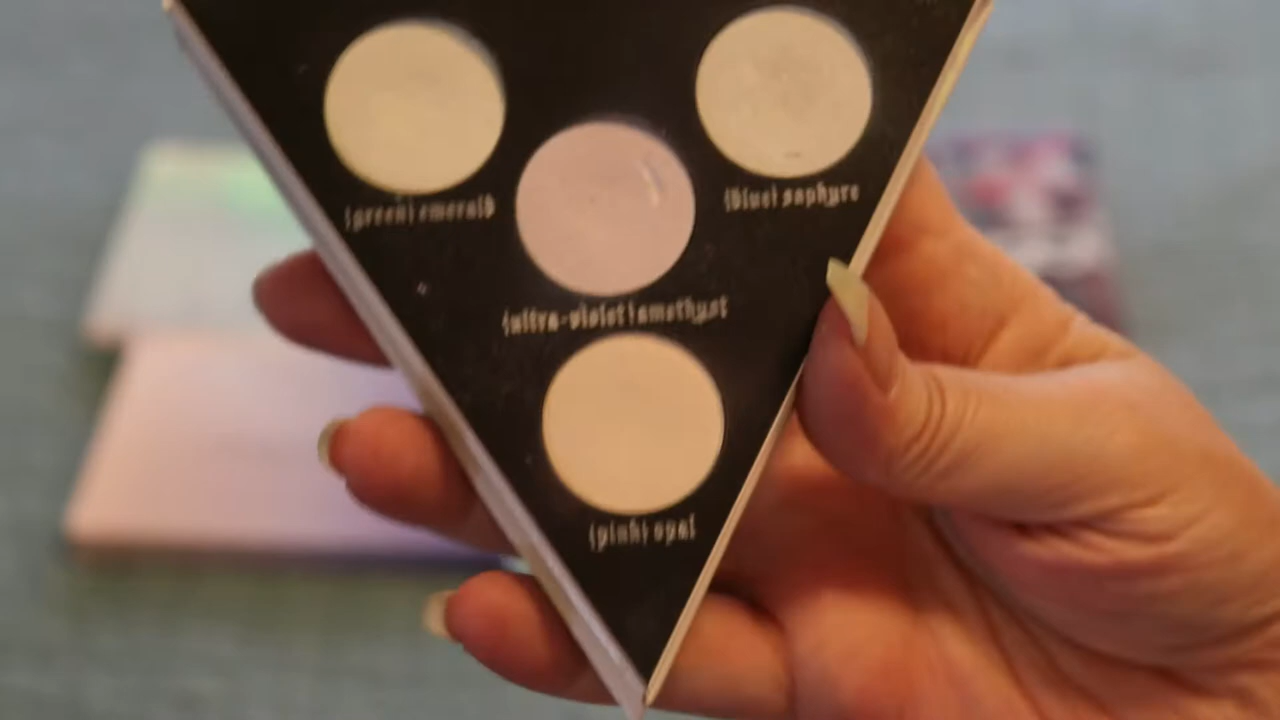 (green) emerald
(blue) saphyre
(ultra-violet) amethyst
(pink) opal